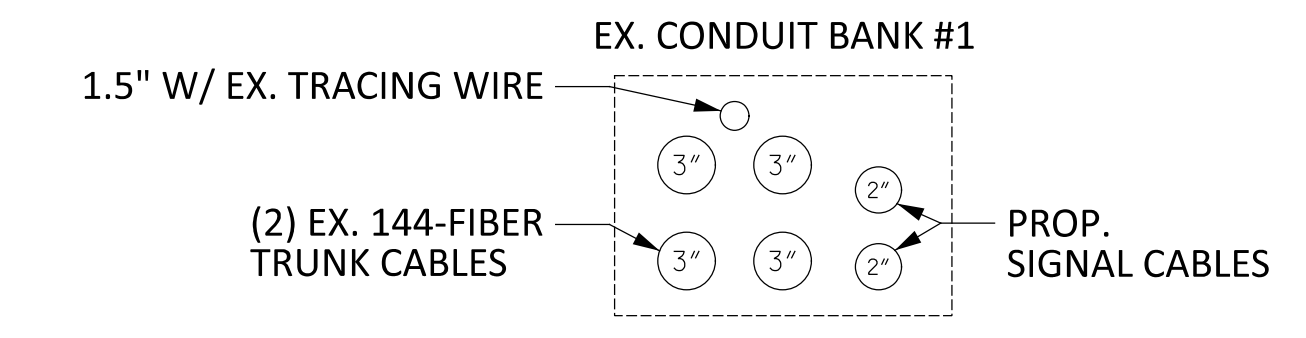 EX. CONDUIT BANK #1
1.5" W/ EX. TRACING WIRE
3" 3"
2"
(2) EX. 144-FIBER
TRUNK CABLES
3" 3"
2"
PROP.
SIGNAL CABLES